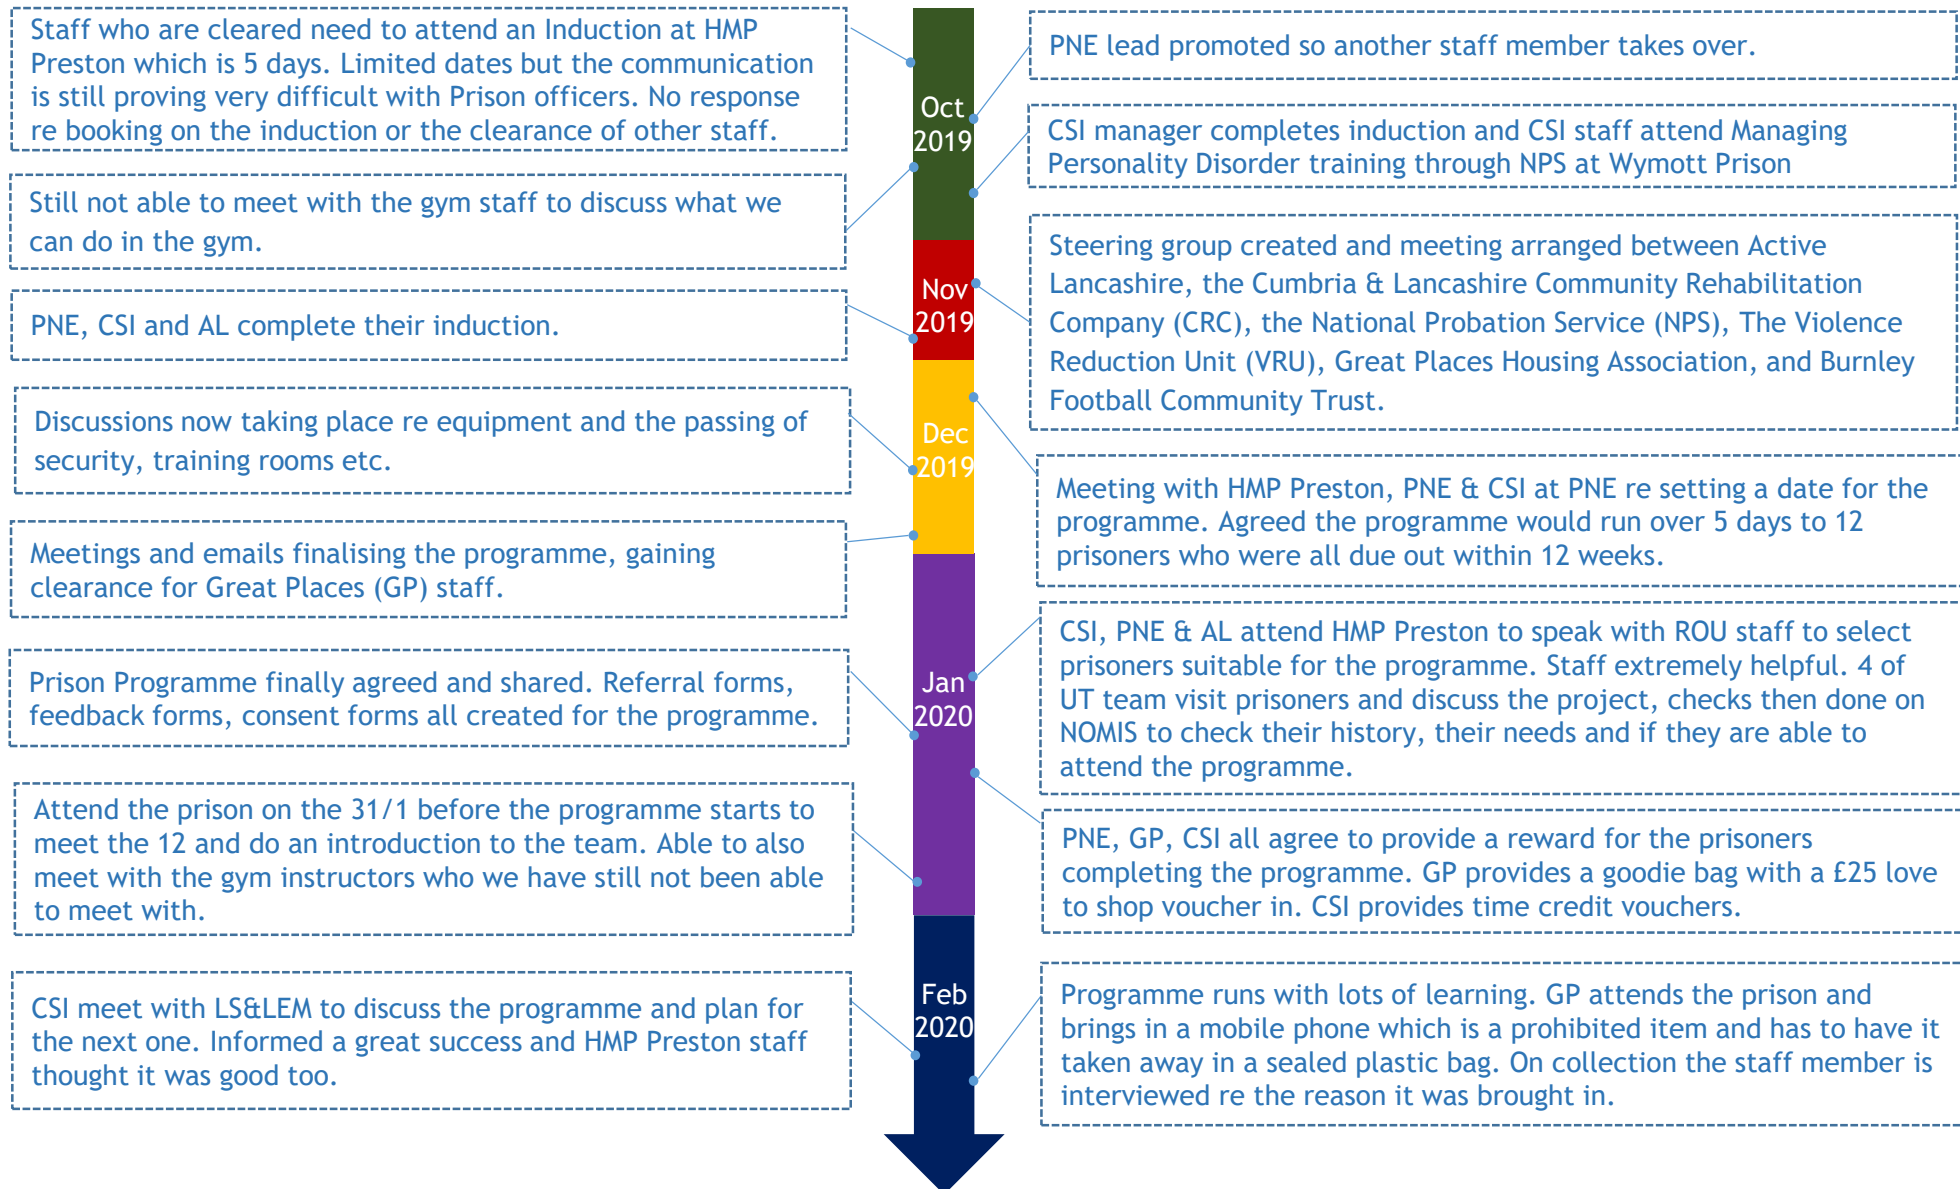 Staff who are cleared need to attend an Induction at HMP
Preston which is 5 days. Limited dates but the communication
is still proving very difficult with Prison officers. No response
re booking on the induction or the clearance of other staff.
Still not able to meet with the gym staff to discuss what we
can do in the gym.
PNE, CSI and AL complete their induction.
Discussions now taking place re equipment and the passing of
security, training rooms etc.
Meetings and emails finalising the programme, gaining
clearance for Great Places (GP) staff.
Prison Programme finally agreed and shared. Referral forms,
feedback forms, consent forms all created for the programme.
Attend the prison on the 31/1 before the programme starts to
meet the 12 and do an introduction to the team. Able to also
meet with the gym instructors who we have still not been able
to meet with.
CSI meet with LS&LEM to discuss the programme and plan for
the next one. Informed a great success and HMP Preston staff
thought it was good too.
Oct
2019
Nov
2019
Dec
2019
Jan
2020
Feb
2020
PNE lead promoted so another staff member takes over.
CSI manager completes induction and CSI staff attend Managing
Personality Disorder training through NPS at Wymott Prison
Steering group created and meeting arranged between Active
Lancashire, the Cumbria & Lancashire Community Rehabilitation
Company (CRC), the National Probation Service (NPS), The Violence
Reduction Unit (VRU), Great Places Housing Association, and Burnley
Football Community Trust.
Meeting with HMP Preston, PNE & CSI at PNE re setting a date for the
programme. Agreed the programme would run over 5 days to 12
prisoners who were all due out within 12 weeks.
CSI, PNE & AL attend HMP Preston to speak with ROU staff to select
prisoners suitable for the programme. Staff extremely helpful. 4 of
UT team visit prisoners and discuss the project, checks then done on
NOMIS to check their history, their needs and if they are able to
attend the programme.
PNE, GP, CSI all agree to provide a reward for the prisoners
completing the programme. GP provides a goodie bag with a £25 love
to shop voucher in. CSI provides time credit vouchers.
Programme runs with lots of learning. GP attends the prison and
brings in a mobile phone which is a prohibited item and has to have it
taken away in a sealed plastic bag. On collection the staff member is
interviewed re the reason it was brought in.